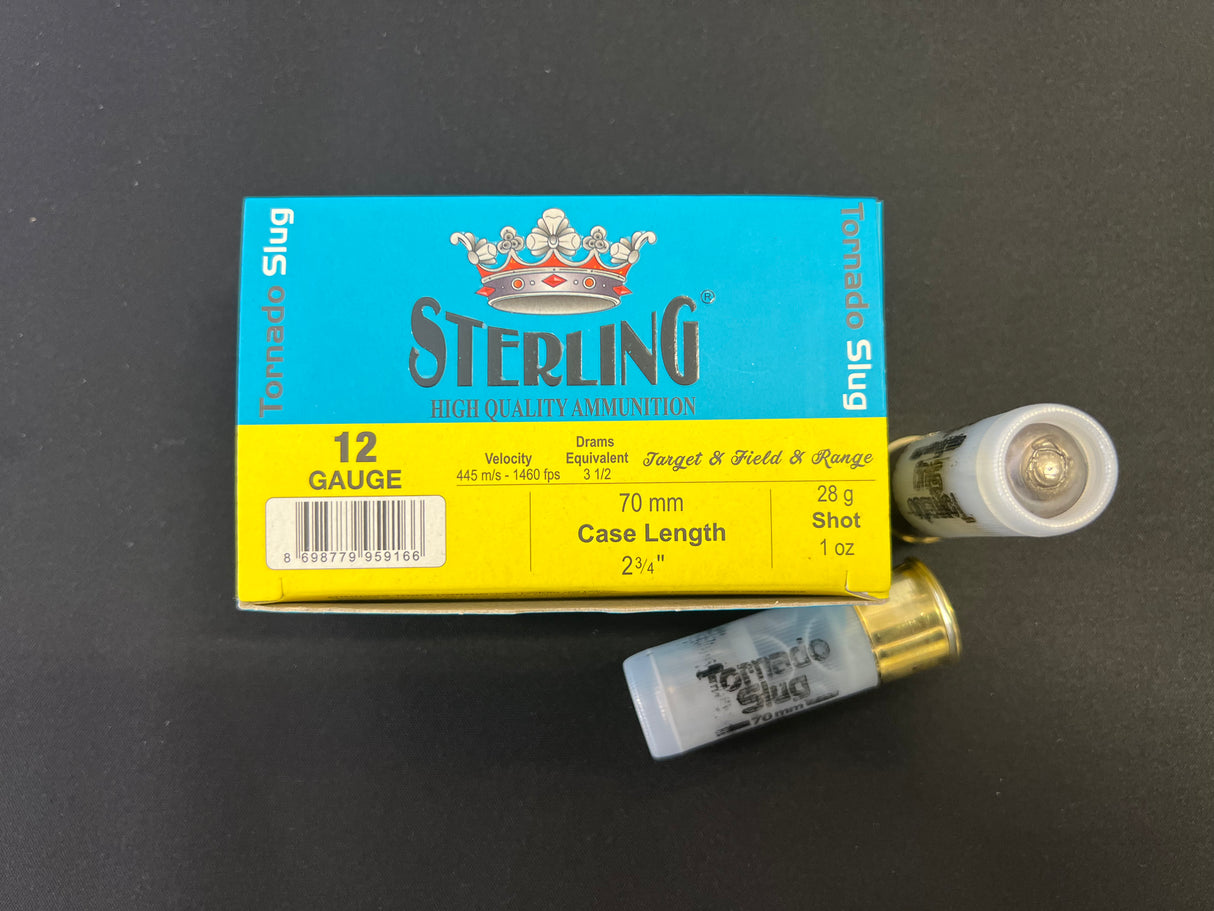 Tornado Slug
STERLING®
HIGH QUALITY AMMUNITION
Tornado Slug
12
GAUGE
Velocity
445 m/s - 1460 fps
Drams
Equivalent
3 1/2
Target & Field & Range
8 698779 959166
70 mm
Case Length
2 3/4"
28 g
Shot
1 oz
Tornado
Slug
70 mm